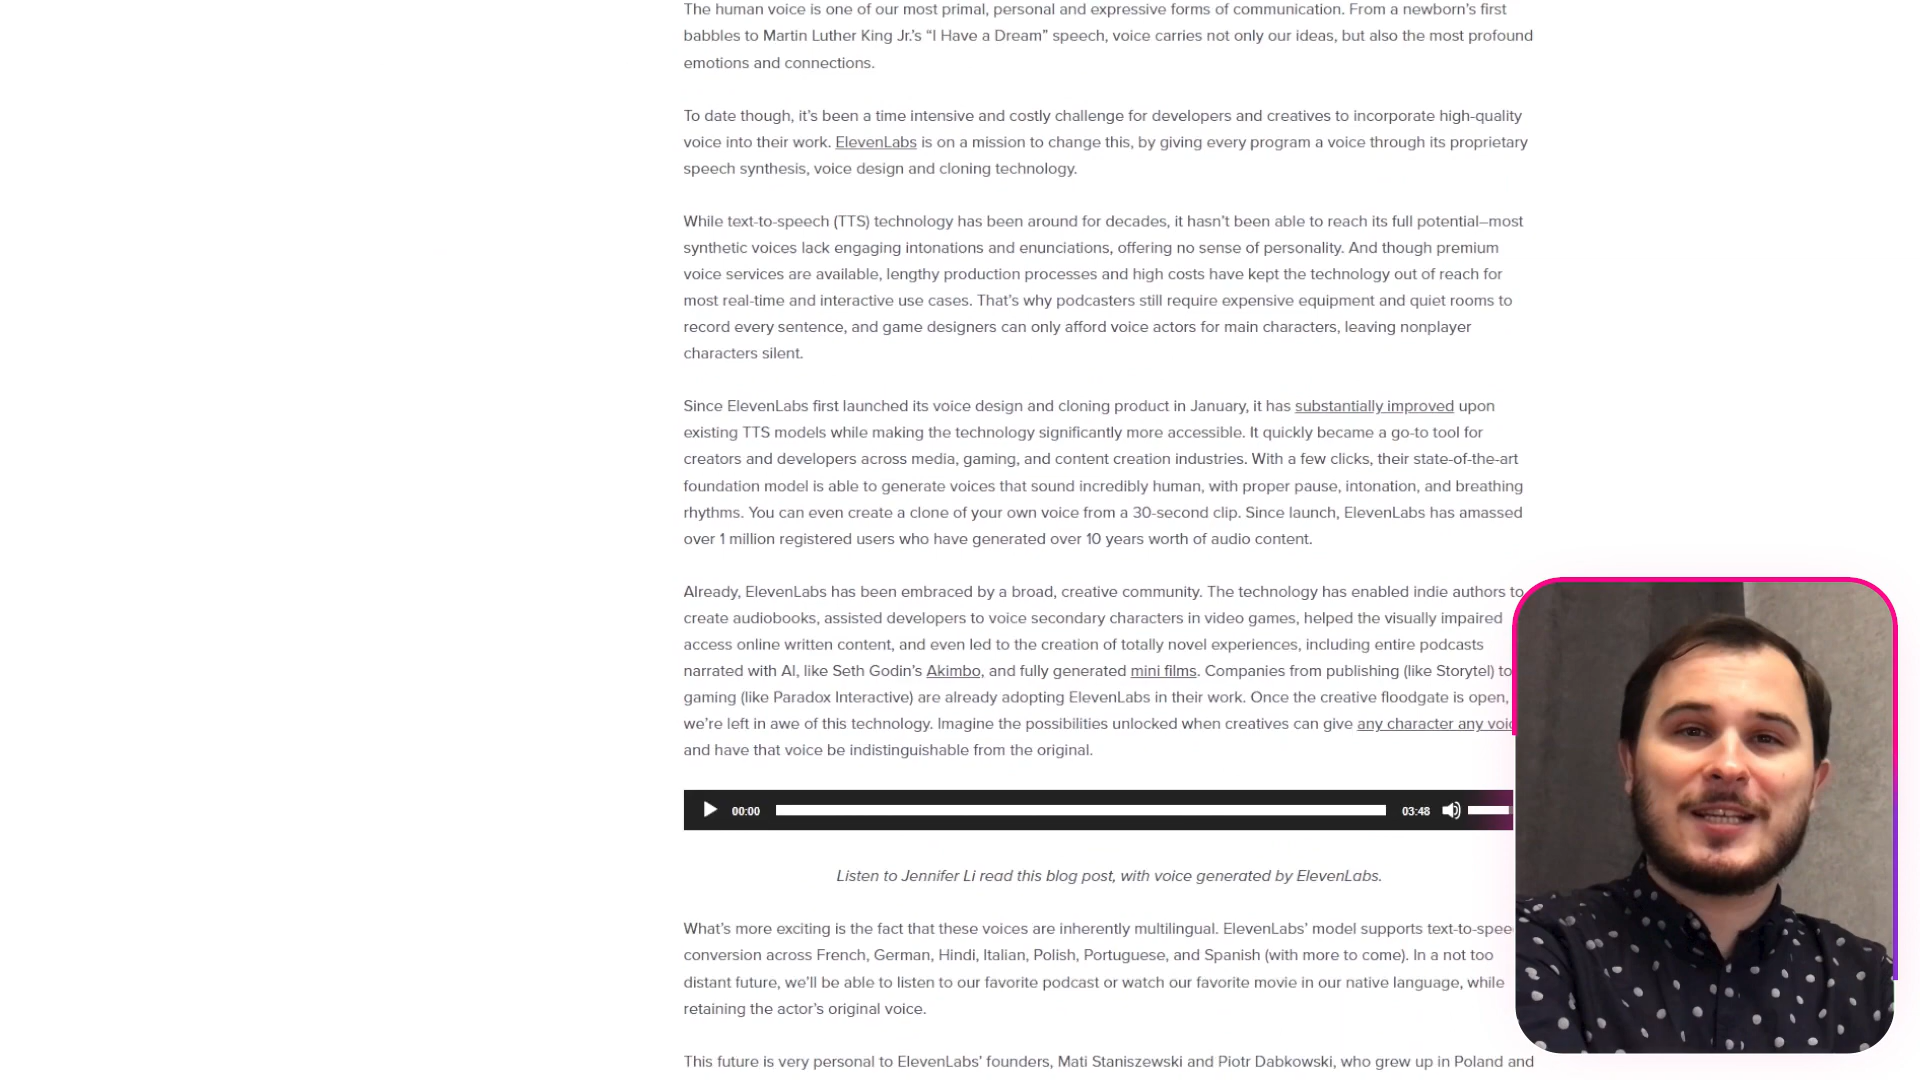 The human voice is one of our most primal, personal and expressive forms of communication. From a newborn’s first
babbles to Martin Luther King Jr.’s “I Have a Dream” speech, voice carries not only our ideas, but also the most profound
emotions and connections.
To date though, it’s been a time intensive and costly challenge for developers and creatives to incorporate high-quality
voice into their work. ElevenLabs is on a mission to change this, by giving every program a voice through its proprietary
speech synthesis, voice design and cloning technology.
While text-to-speech (TTS) technology has been around for decades, it hasn’t been able to reach its full potential–most
synthetic voices lack engaging intonations and enunciations, offering no sense of personality. And though premium
voice services are available, lengthy production processes and high costs have kept the technology out of reach for
most real-time and interactive use cases. That’s why podcasters still require expensive equipment and quiet rooms to
record every sentence, and game designers can only afford voice actors for main characters, leaving nonplayer
characters silent.
Since ElevenLabs first launched its voice design and cloning product in January, it has substantially improved upon
existing TTS models while making the technology significantly more accessible. It quickly became a go-to tool for
creators and developers across media, gaming, and content creation industries. With a few clicks, their state-of-the-art
foundation model is able to generate voices that sound incredibly human, with proper pause, intonation, and breathing
rhythms. You can even create a clone of your own voice from a 30-second clip. Since launch, ElevenLabs has amassed
over 1 million registered users who have generated over 10 years worth of audio content.
Already, ElevenLabs has been embraced by a broad, creative community. The technology has enabled indie authors to
create audiobooks, assisted developers to voice secondary characters in video games, helped the visually impaired
access online written content, and even led to the creation of totally novel experiences, including entire podcasts
narrated with AI, like Seth Godin’s Akimbo, and fully generated mini films. Companies from publishing (like Storytel) to
gaming (like Paradox Interactive) are already adopting ElevenLabs in their work. Once the creative floodgate is open,
we’re left in awe of this technology. Imagine the possibilities unlocked when creatives can give any character any
and have that voice be indistinguishable from the original.
00:00 03:48
Listen to Jennifer Li read this blog post, with voice generated by ElevenLabs.
What’s more exciting is the fact that these voices are inherently multilingual. ElevenLabs’ model supports
conversion across French, German, Hindi, Italian, Polish, Portuguese, and Spanish (with more to come). In a not too
distant future, we’ll be able to listen to our favorite podcast or watch our favorite movie in our native language, while
retaining the actor’s original voice.
This future is very personal to ElevenLabs’ founders, Mati Staniszewski and Piotr Dabkowski, who grew up in Poland and